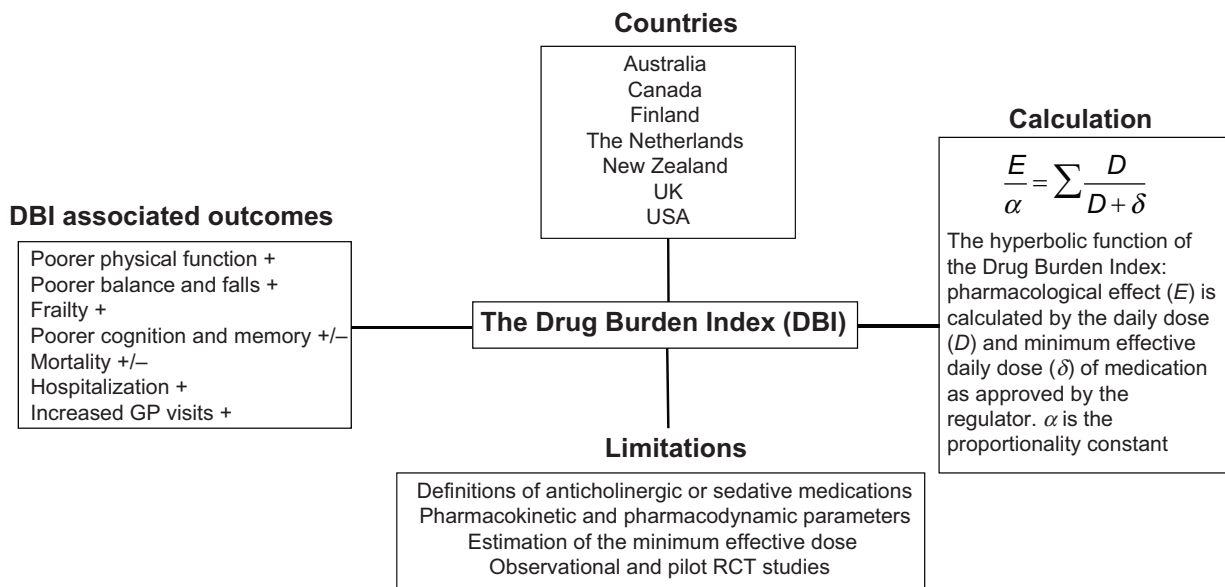 Countries
Australia
Canada
Finland
The Netherlands
New Zealand
UK
USA
DBI associated outcomes
Poorer physical function +
Poorer balance and falls +
Frailty +
Poorer cognition and memory +/–
Mortality +/–
Hospitalization +
Increased GP visits +
The Drug Burden Index (DBI)
Calculation
E/α = ∑ D/(D + δ)
The hyperbolic function of
the Drug Burden Index:
pharmacological effect (E) is
calculated by the daily dose
(D) and minimum effective
daily dose (δ) of medication
as approved by the
regulator. α is the
proportionality constant
Limitations
Definitions of anticholinergic or sedative medications
Pharmacokinetic and pharmacodynamic parameters
Estimation of the minimum effective dose
Observational and pilot RCT studies